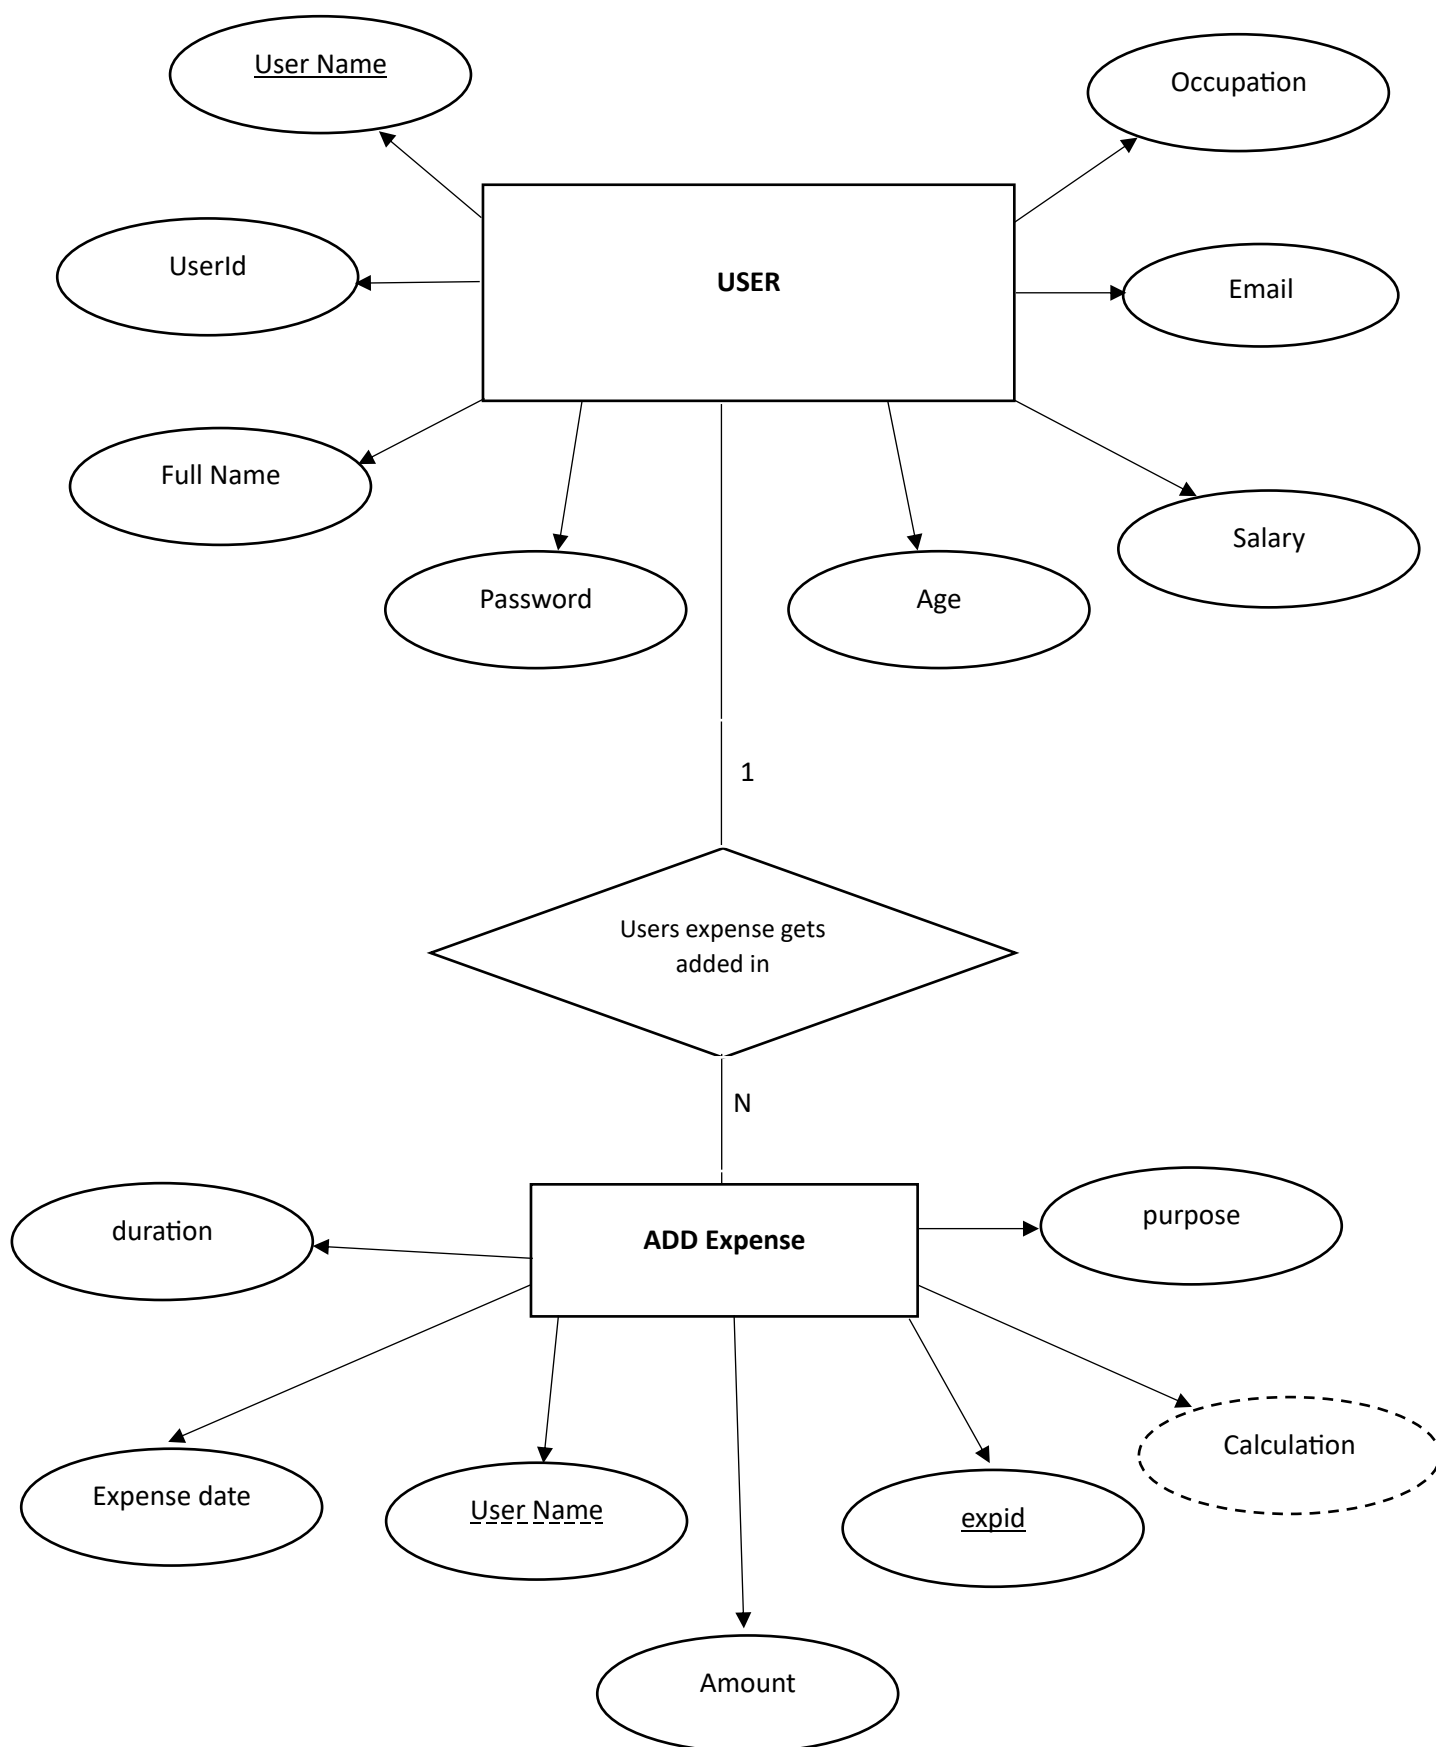 User Name
Occupation
UserId
USER
Email
Full Name
Password
Age
Salary
1
Users expense gets
added in
N
duration
ADD Expense
purpose
Expense date
User Name
expid
Calculation
Amount